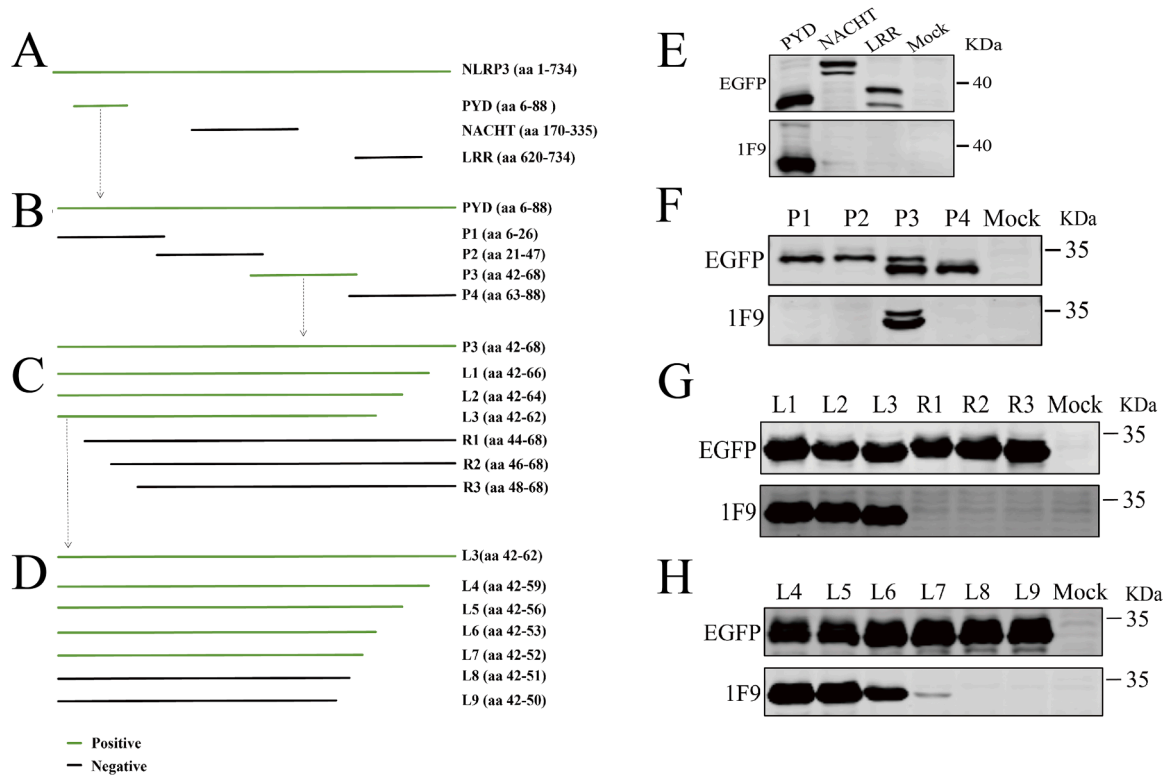 A
NLRP3 (aa 1-734)
PYD (aa 6-88 )
NACHT (aa 170-335)
LRR (aa 620-734)
B
PYD (aa 6-88)
P1 (aa 6-26)
P2 (aa 21-47)
P3 (aa 42-68)
P4 (aa 63-88)
C
P3 (aa 42-68)
L1 (aa 42-66)
L2 (aa 42-64)
L3 (aa 42-62)
R1 (aa 44-68)
R2 (aa 46-68)
R3 (aa 48-68)
D
L3(aa 42-62)
L4 (aa 42-59)
L5 (aa 42-56)
L6 (aa 42-53)
L7 (aa 42-52)
L8 (aa 42-51)
L9 (aa 42-50)
Positive
Negative
E
PYD NACHT LRR Mock KDa
EGFP 40
1F9 40
F
P1 P2 P3 P4 Mock KDa
EGFP 35
1F9 35
G
L1 L2 L3 R1 R2 R3 Mock KDa
EGFP 35
1F9 35
H
L4 L5 L6 L7 L8 L9 Mock KDa
EGFP 35
1F9 35